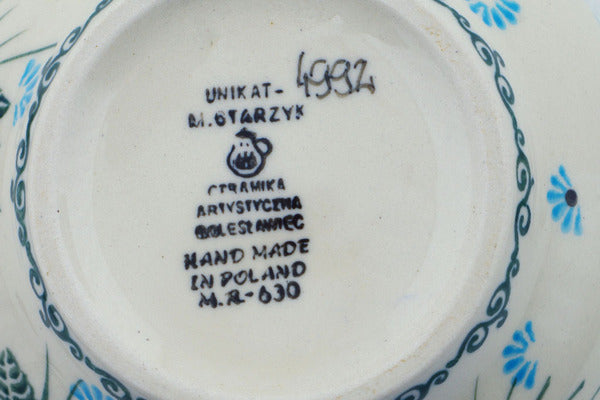 UNIKAT- 4992
M. STARZYK
CERAMIKA
ARTYSTYCZNA
BOLESŁAWIEC
HAND MADE
IN POLAND
M.R-630